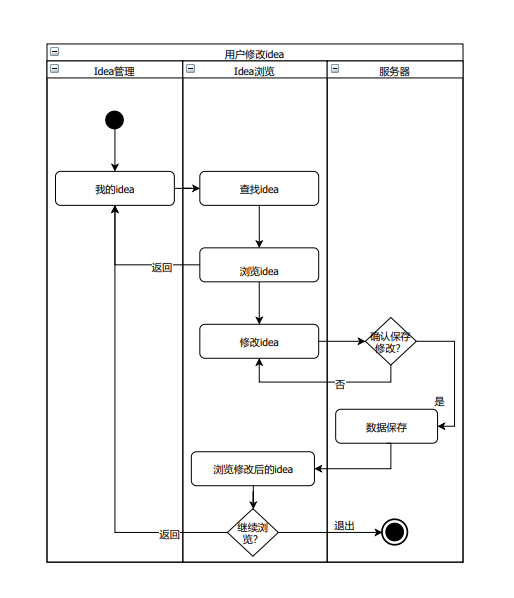 用户修改idea
Idea管理
Idea浏览
服务器
我的idea
查找idea
返回
浏览idea
修改idea
确认保存
修改?
否
是
数据保存
浏览修改后的idea
返回
继续浏
览?
退出